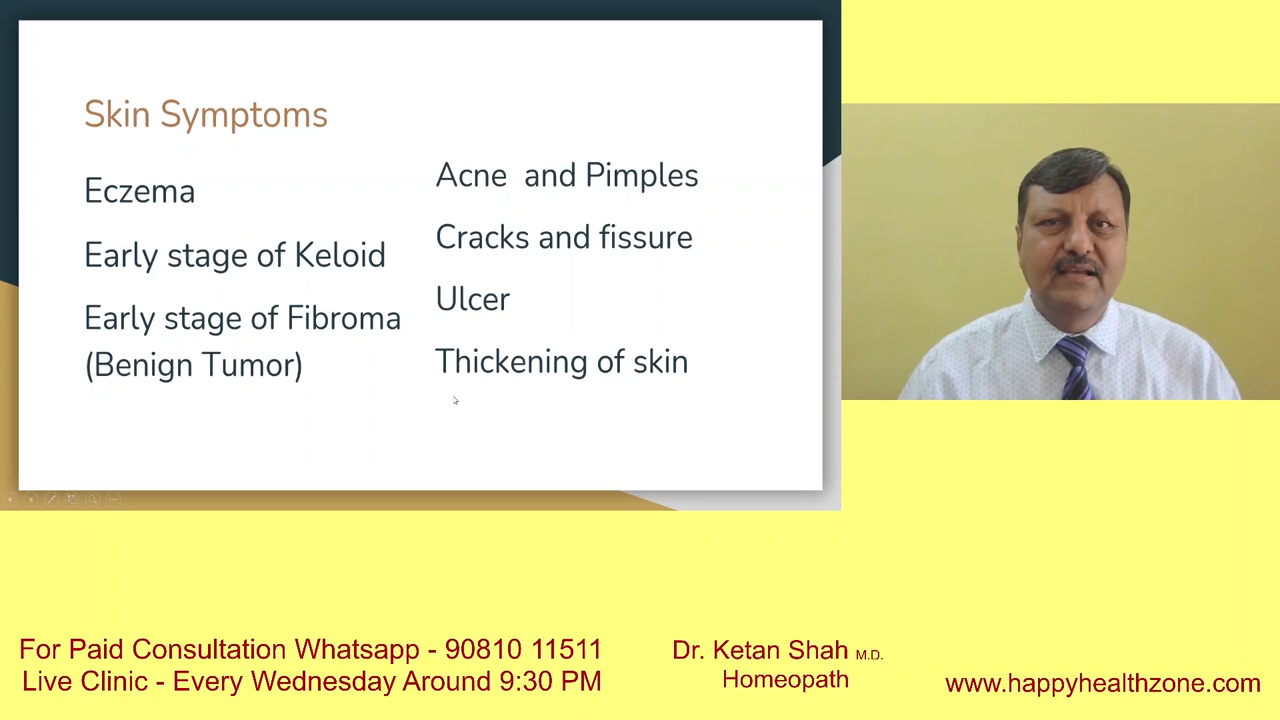 Skin Symptoms
Eczema
Early stage of Keloid
Early stage of Fibroma
(Benign Tumor)
Acne and Pimples
Cracks and fissure
Ulcer
Thickening of skin
For Paid Consultation Whatsapp - 90810 11511
Live Clinic - Every Wednesday Around 9:30 PM
Dr. Ketan Shah M.D.
Homeopath
www.happyhealthzone.com